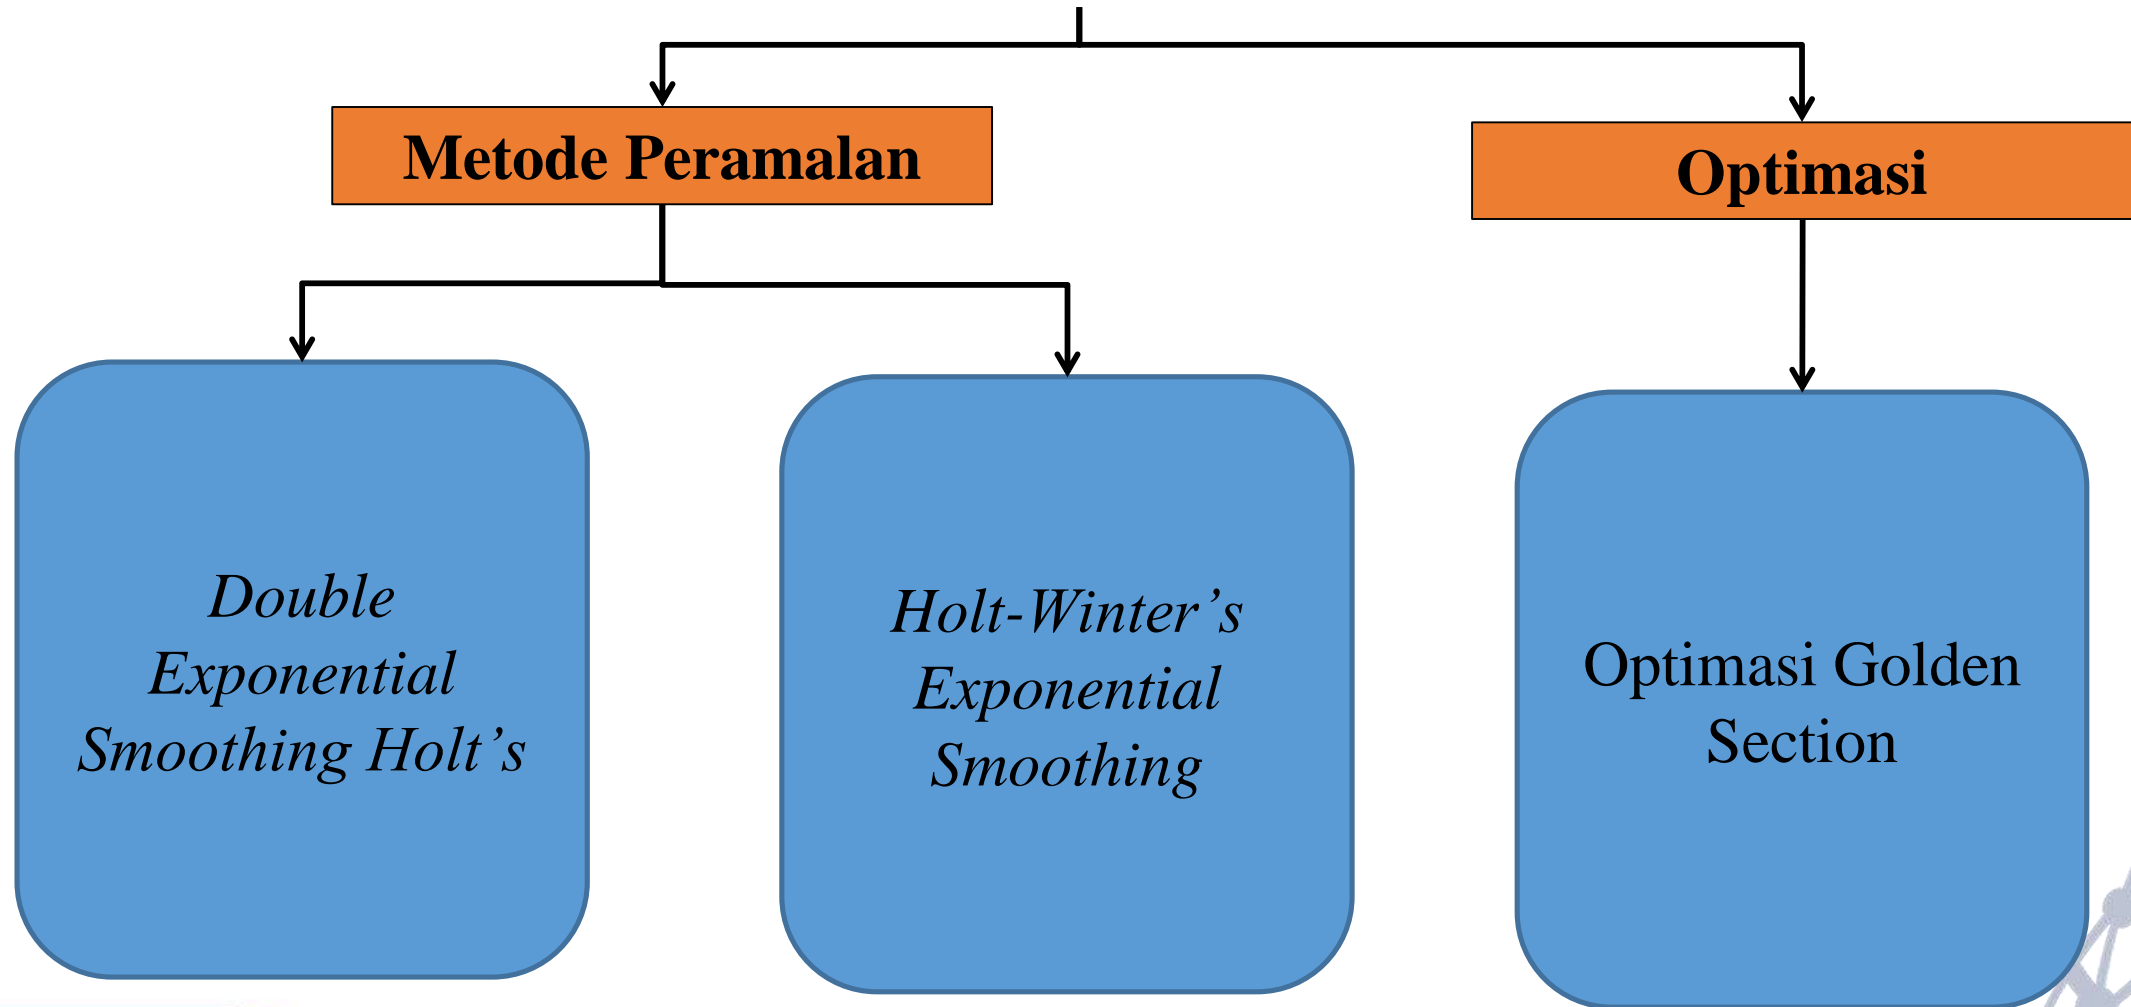 Metode Peramalan
Optimasi
Double
Exponential
Smoothing Holt’s
Holt-Winter’s
Exponential
Smoothing
Optimasi Golden
Section